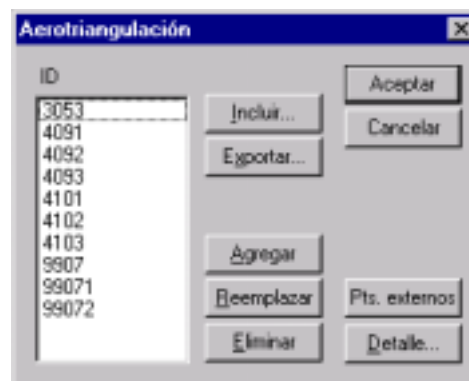 Aerotriangulación
ID
3053
4091
4092
4093
4101
4102
4103
9907
99071
99072
Incluir...
Exportar...
Agregar
Reemplazar
Eliminar
Aceptar
Cancelar
Pts. externos
Detalle...